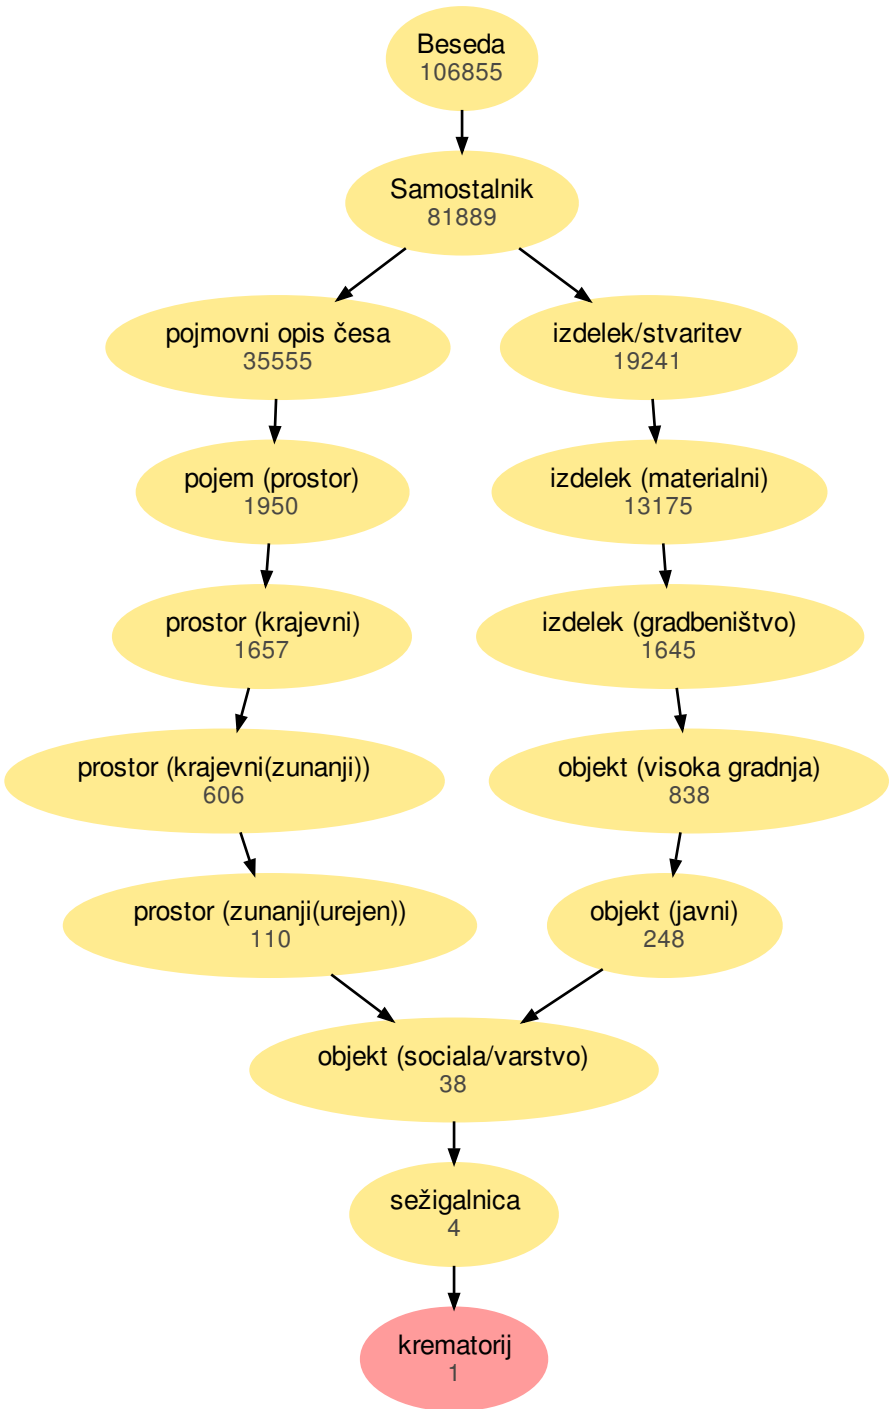 Beseda
106855
Samostalnik
81889
pojmovni opis česa
35555
izdelek/stvaritev
19241
pojem (prostor)
1950
izdelek (materialni)
13175
prostor (krajevni)
1657
izdelek (gradbeništvo)
1645
prostor (krajevni(zunanji))
606
objekt (visoka gradnja)
838
prostor (zunanji(urejen))
110
objekt (javni)
248
objekt (sociala/varstvo)
38
sežigalnica
4
krematorij
1